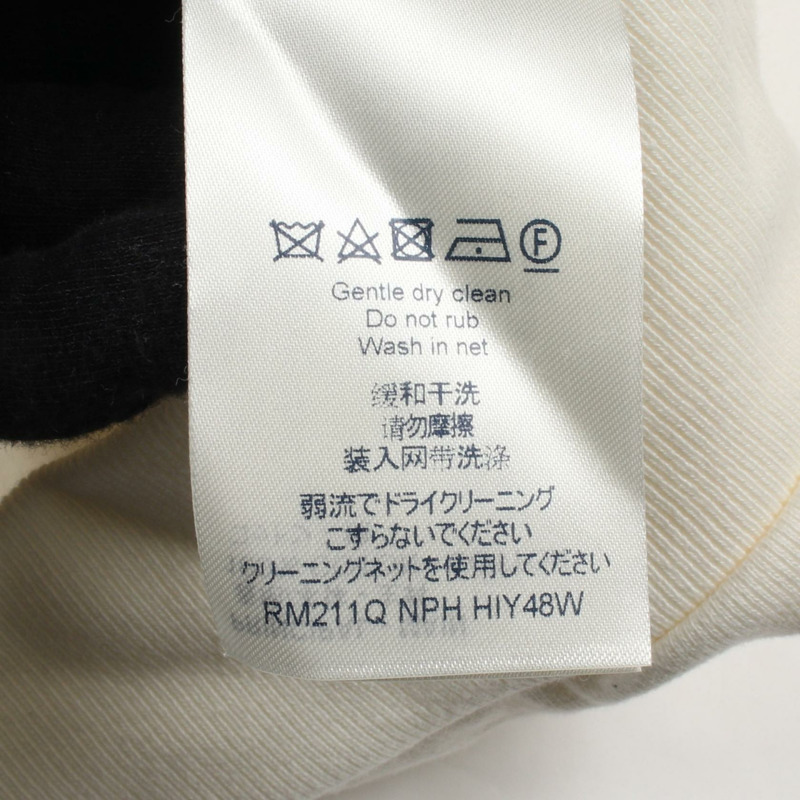 F
Gentle dry clean
Do not rub
Wash in net
缓和干洗
请勿摩擦
装入网带洗涤
弱流でドライクリーニング
こすらないでください
クリーニングネットを使用してください
RM211Q NPH HIY48W